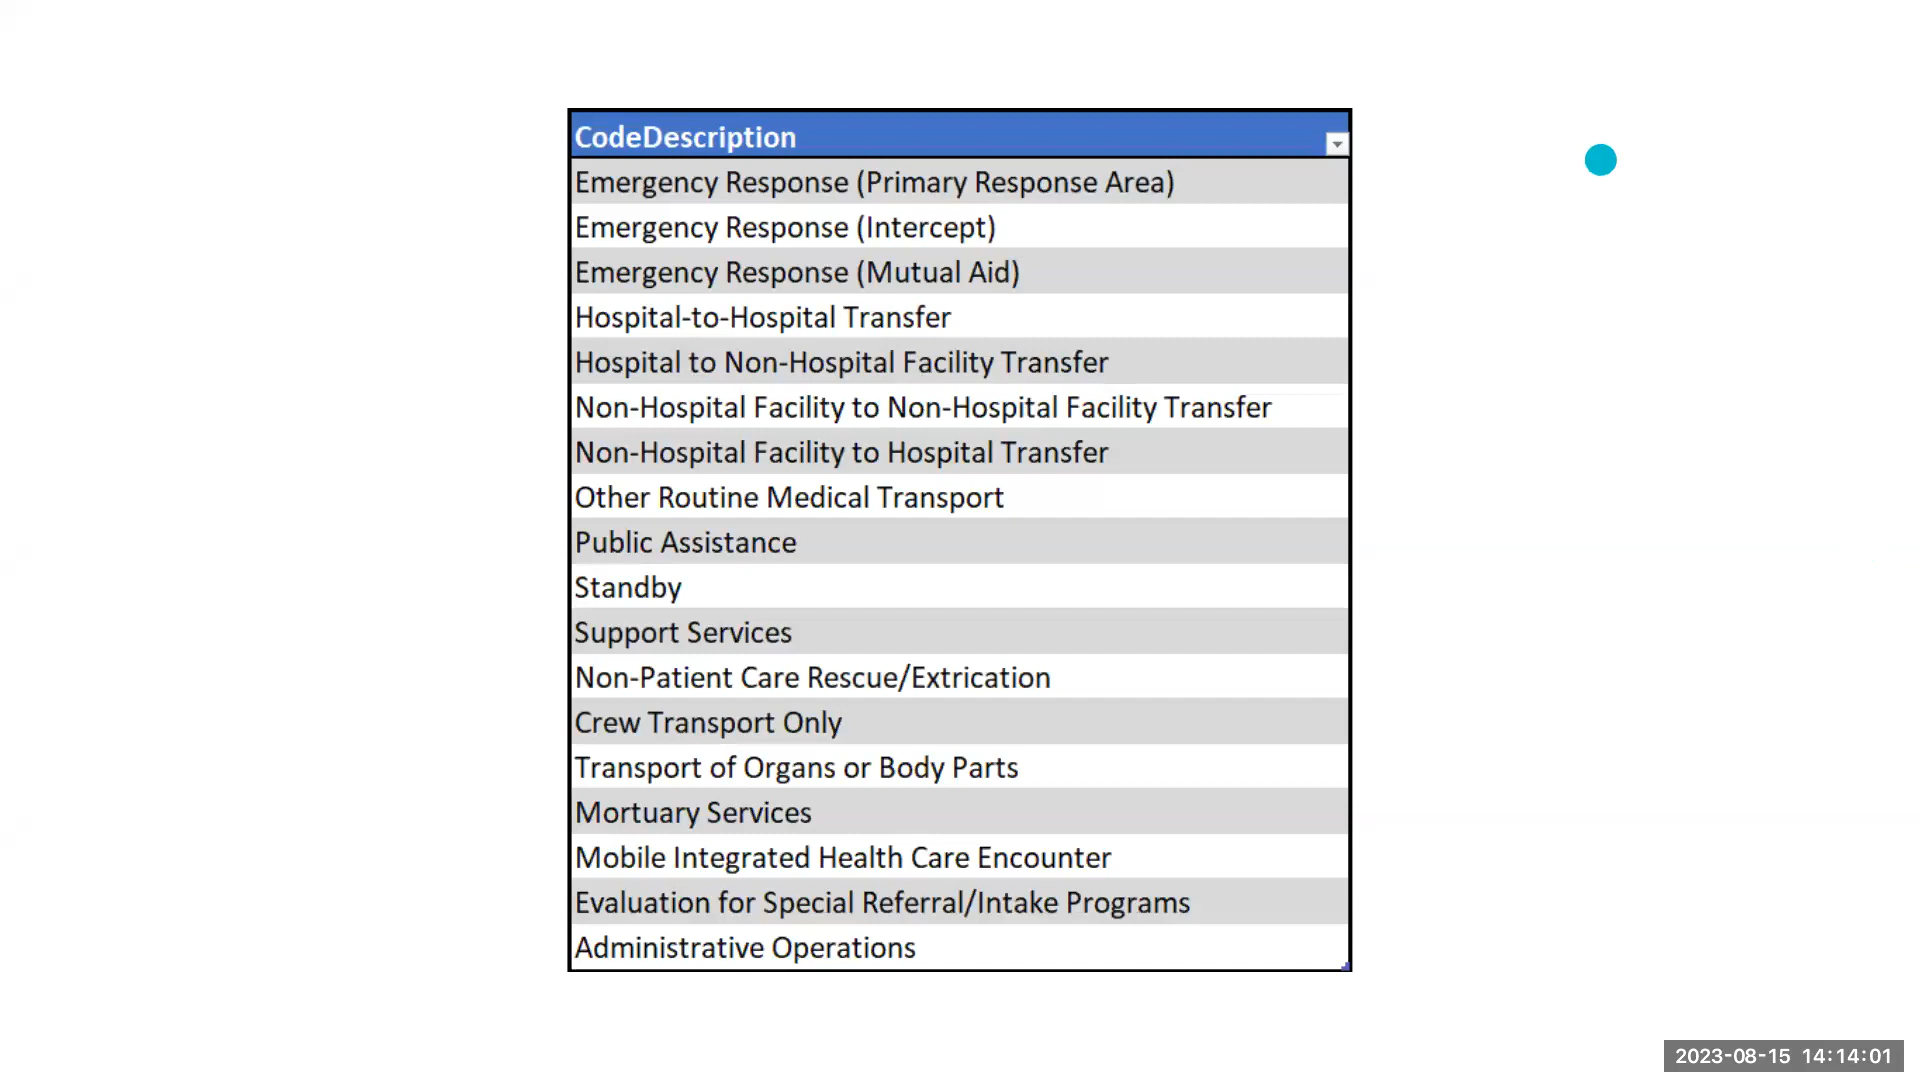 CodeDescription
Emergency Response (Primary Response Area)
Emergency Response (Intercept)
Emergency Response (Mutual Aid)
Hospital-to-Hospital Transfer
Hospital to Non-Hospital Facility Transfer
Non-Hospital Facility to Non-Hospital Facility Transfer
Non-Hospital Facility to Hospital Transfer
Other Routine Medical Transport
Public Assistance
Standby
Support Services
Non-Patient Care Rescue/Extrication
Crew Transport Only
Transport of Organs or Body Parts
Mortuary Services
Mobile Integrated Health Care Encounter
Evaluation for Special Referral/Intake Programs
Administrative Operations
2023-08-15 14:14:01